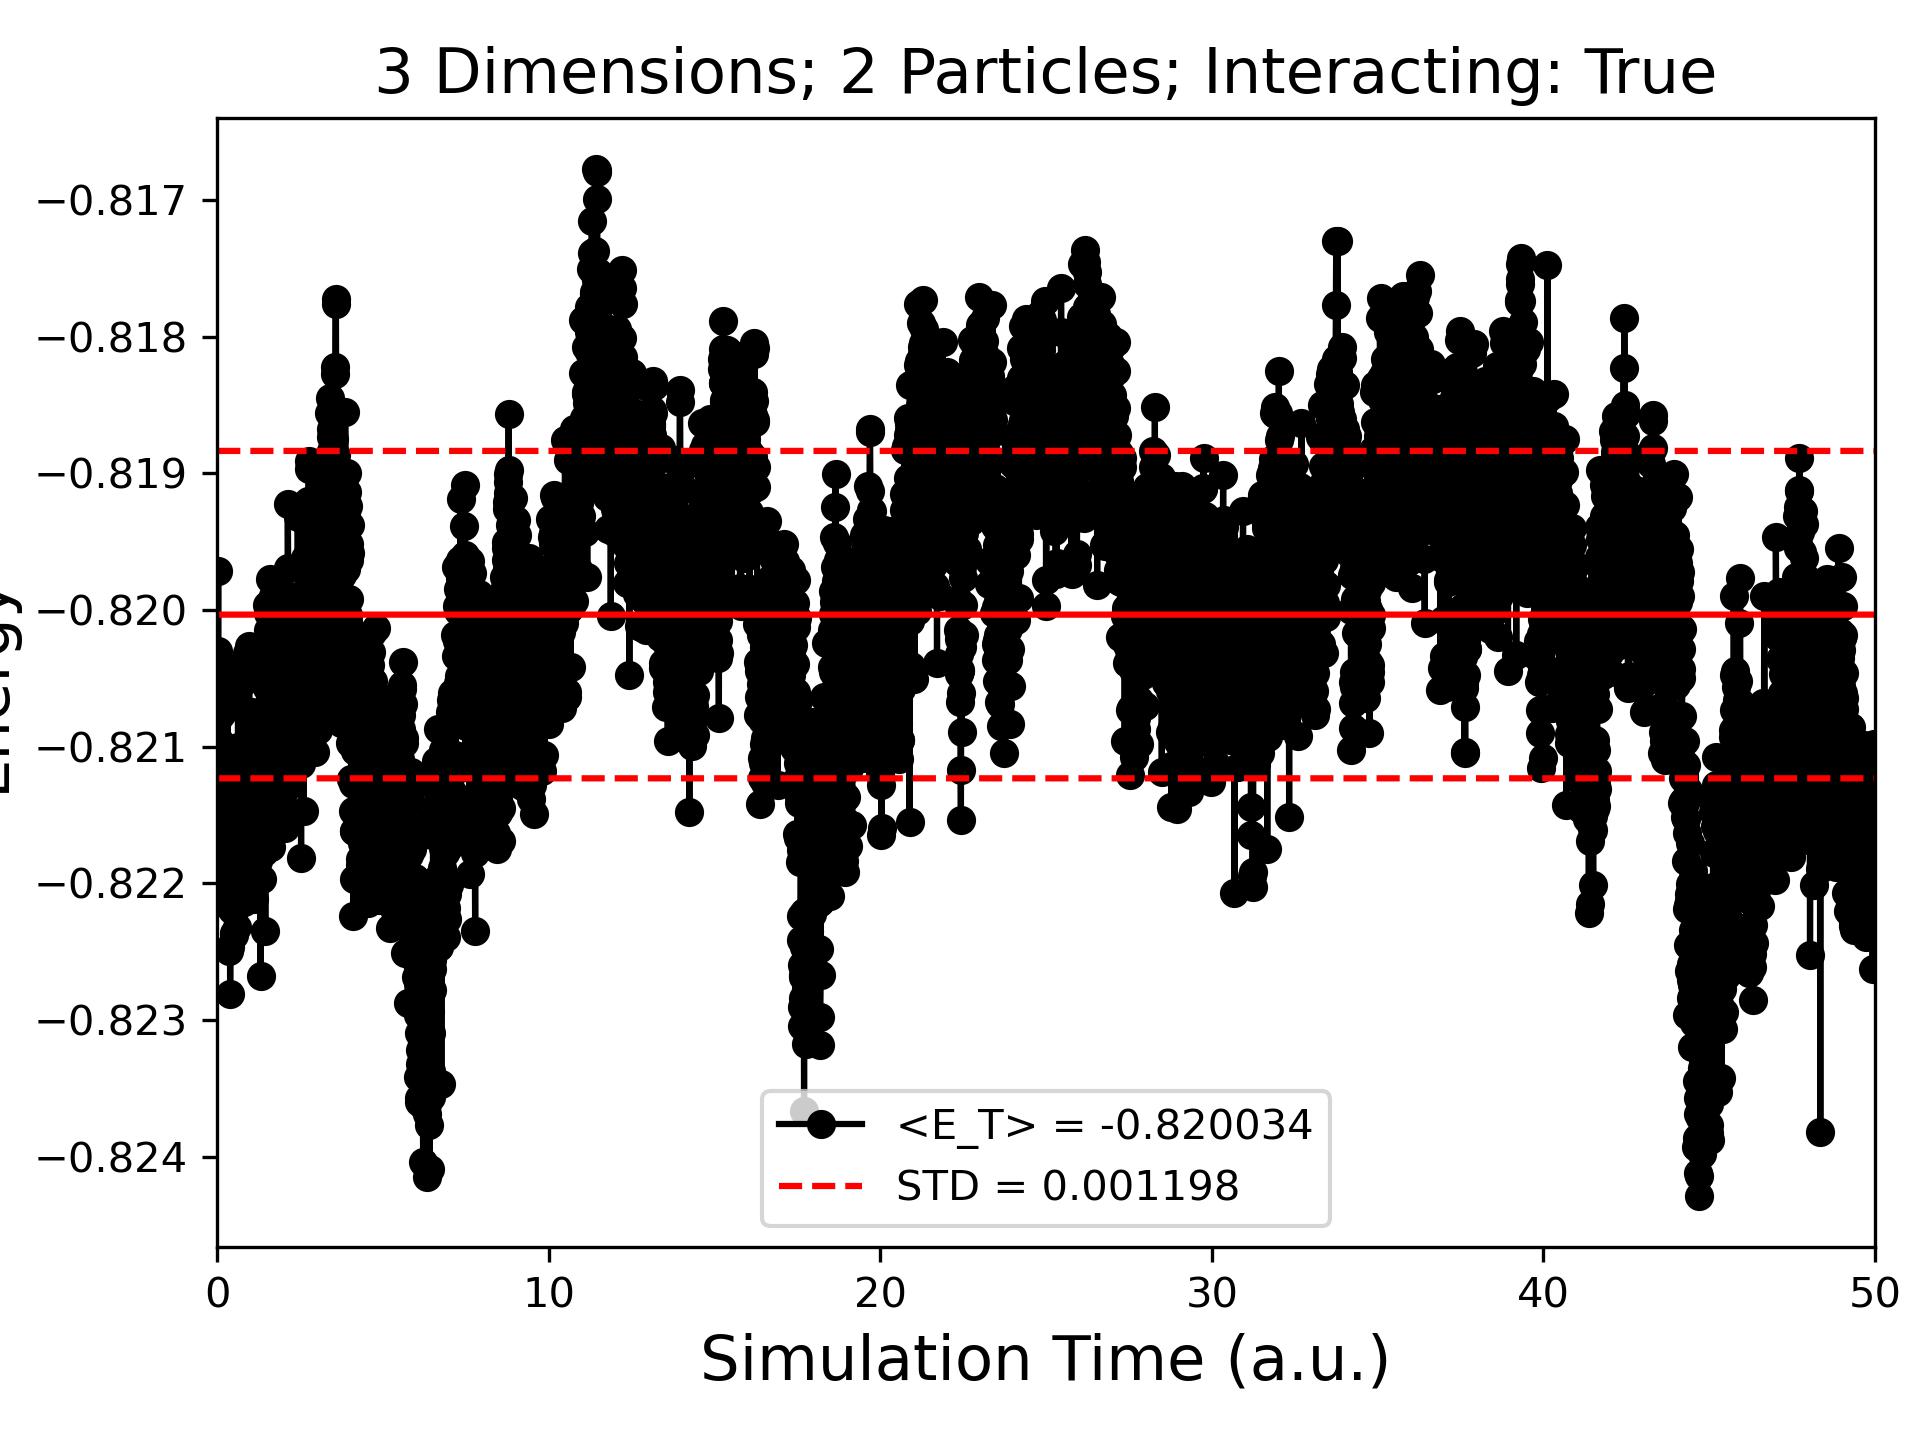 3 Dimensions; 2 Particles; Interacting: True
Energy
−0.817
−0.818
−0.819
−0.820
−0.821
−0.822
−0.823
−0.824
<E_T> = -0.820034
STD = 0.001198
0 10 20 30 40 50
Simulation Time (a.u.)